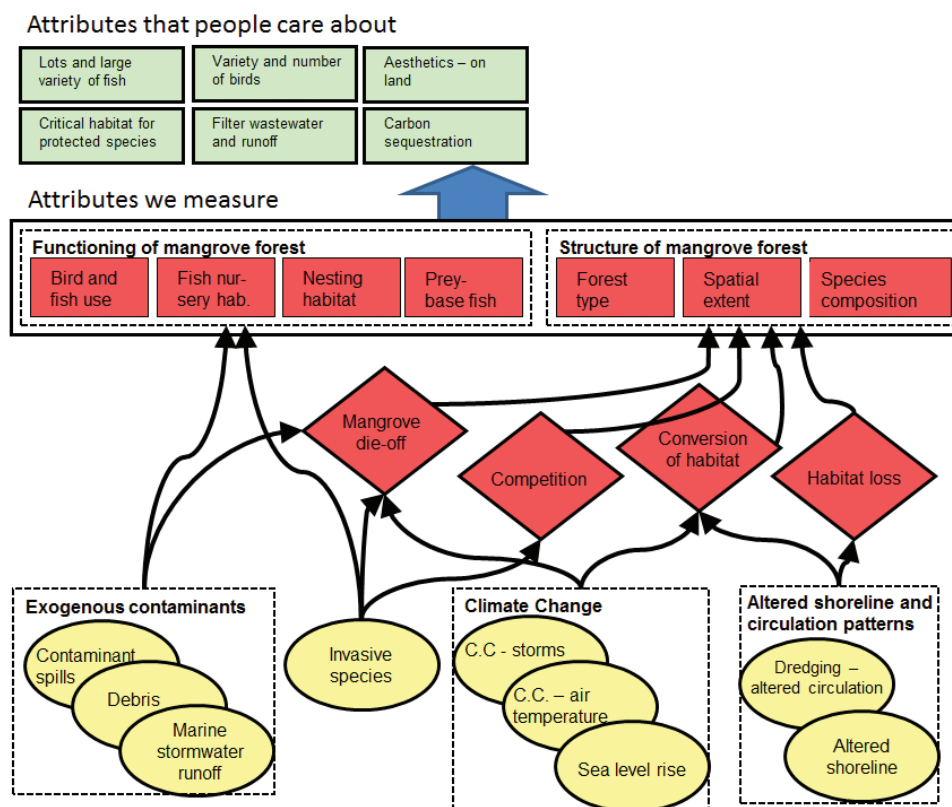 Attributes that people care about
Lots and large
variety of fish
Variety and number
of birds
Aesthetics – on
land
Critical habitat for
protected species
Filter wastewater
and runoff
Carbon
sequestration
Attributes we measure
Functioning of mangrove forest
Bird and
fish use
Fish nur-
sery hab.
Nesting
habitat
Prey-
base fish
Structure of mangrove forest
Forest
type
Spatial
extent
Species
composition
Mangrove
die-off
Competition
Conversion
of habitat
Habitat loss
Exogenous contaminants
Contaminant
spills
Debris
Marine
stormwater
runoff
Invasive
species
Climate Change
C.C - storms
C.C. – air
temperature
Sea level rise
Altered shoreline and
circulation patterns
Dredging –
altered circulation
Altered
shoreline